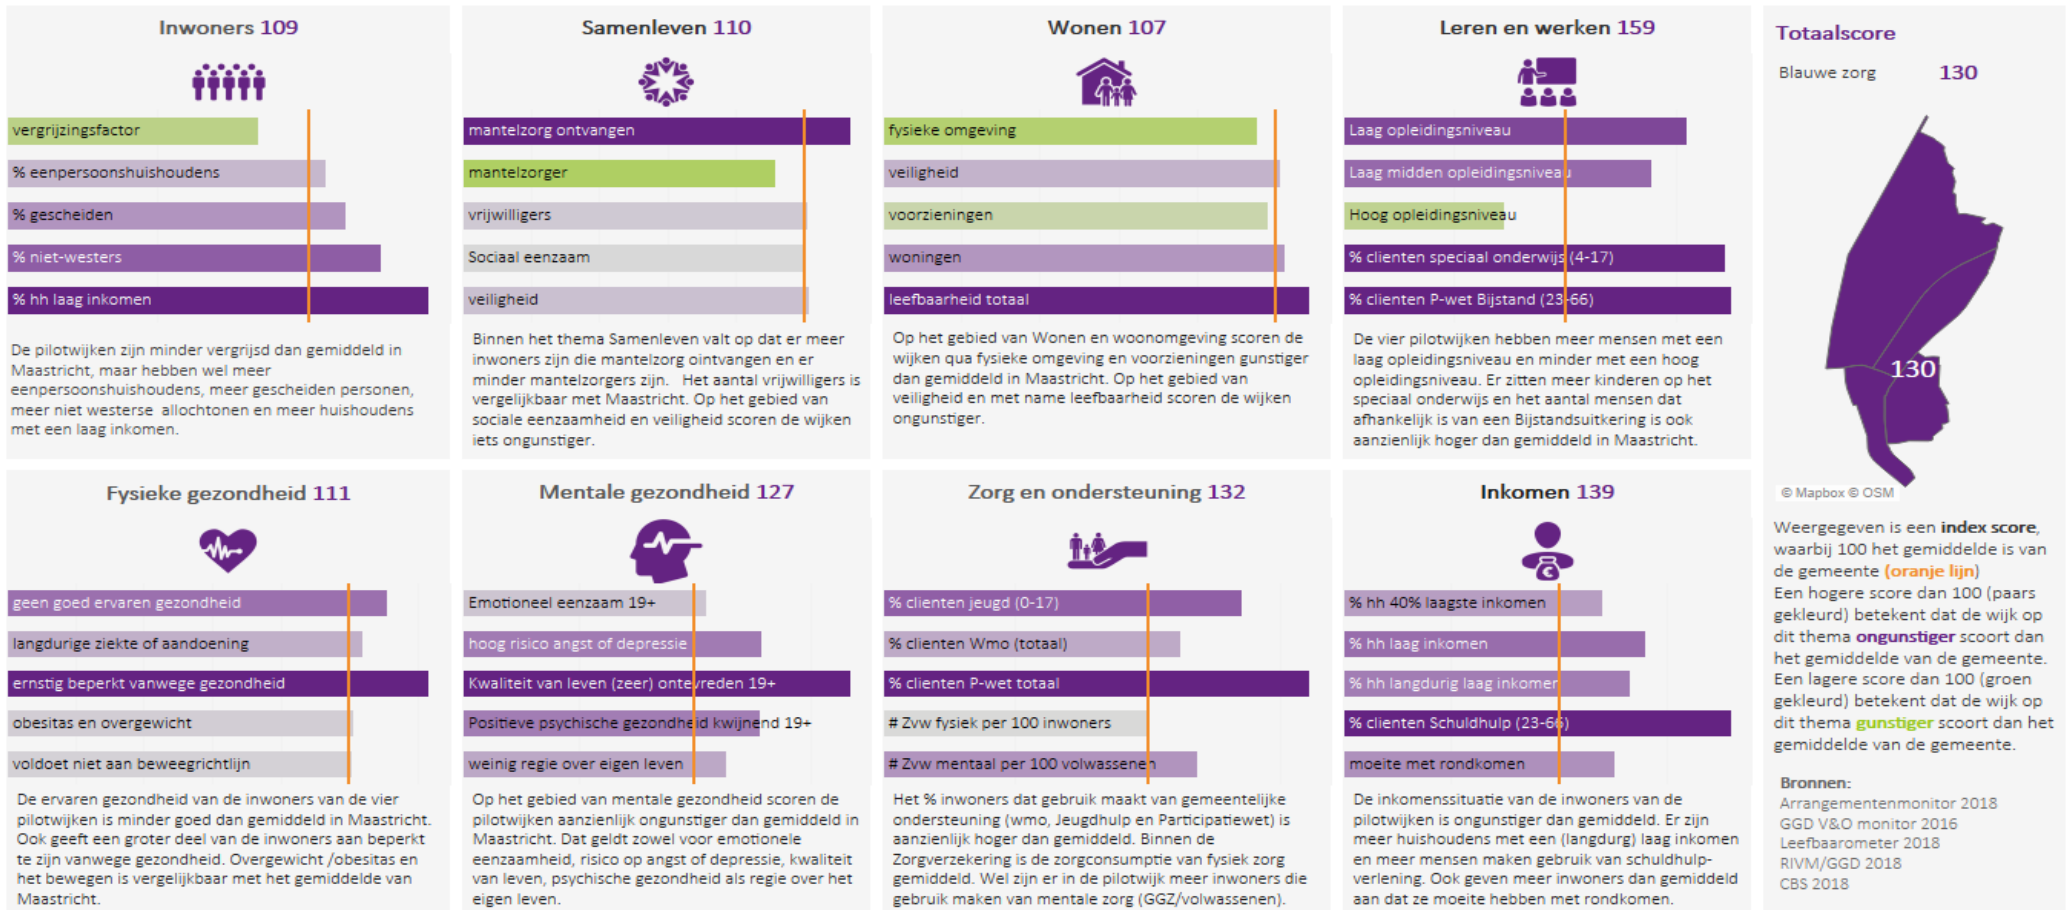 Inwoners 109
vergrijzingsfactor
% eenpersoonshuishoudens
% gescheiden
% niet-westers
% hh laag inkomen
De pilotwijken zijn minder vergrijsd dan gemiddeld in
Maastricht, maar hebben wel meer
eenpersoonshuishoudens, meer gescheiden personen,
meer niet westerse allochtonen en meer huishoudens
met een laag inkomen.
Samenleven 110
mantelzorg ontvangen
mantelzorger
vrijwilligers
Sociaal eenzaam
veiligheid
Binnen het thema Samenleven valt op dat er meer
inwoners zijn die mantelzorg ointvangen en er
minder mantelzorgers zijn. Het aantal vrijwilligers is
vergelijkbaar met Maastricht. Op het gebied van
sociale eenzaamheid en veiligheid scoren de wijken
iets ongunstiger.
Wonen 107
fysieke omgeving
veiligheid
voorzieningen
woningen
leefbaarheid totaal
Op het gebied van Wonen en woonomgeving scoren de
wijken qua fysieke omgeving en voorzieningen gunstiger
dan gemiddeld in Maastricht. Op het gebied van
veiligheid en met name leefbaarheid scoren de wijken
ongunstiger.
Leren en werken 159
Laag opleidingsniveau
Laag midden opleidingsniveau
Hoog opleidingsniveau
% clienten speciaal onderwijs (4-17)
% clienten P-wet Bijstand (23-66)
De vier pilotwijken hebben meer mensen met een
laag opleidingsniveau en minder met een hoog
opleidingsniveau. Er zitten meer kinderen op het
speciaal onderwijs en het aantal mensen dat
afhankelijk is van een Bijstandsuitkering is ook
aanzienlijk hoger dan gemiddeld in Maastricht.
Fysieke gezondheid 111
geen goed ervaren gezondheid
langdurige ziekte of aandoening
ernstig beperkt vanwege gezondheid
obesitas en overgewicht
voldoet niet aan beweegrichtlijn
De ervaren gezondheid van de inwoners van de vier
pilotwijken is minder goed dan gemiddeld in Maastricht.
Ook geeft een groter deel van de inwoners aan beperkt
te zijn vanwege gezondheid. Overgewicht /obesitas en
het bewegen is vergelijkbaar met het gemiddelde van
Maastricht.
Mentale gezondheid 127
Emotioneel eenzaam 19+
hoog risico angst of depressie
Kwaliteit van leven (zeer) ontevreden 19+
Positieve psychische gezondheid kwijnend 19+
weinig regie over eigen leven
Op het gebied van mentale gezondheid scoren de
pilotwijken aanzienlijk ongunstiger dan gemiddeld in
Maastricht. Dat geldt zowel voor emotionele
eenzaamheid, risico op angst of depressie, kwaliteit
van leven, psychische gezondheid als regie over het
eigen leven.
Zorg en ondersteuning 132
% clienten jeugd (0-17)
% clienten Wmo (totaal)
% clienten P-wet totaal
# Zvw fysiek per 100 inwoners
# Zvw mentaal per 100 volwassenen
Het % inwoners dat gebruik maakt van gemeentelijke
ondersteuning (wmo, Jeugdhulp en Participatiewet) is
aanzienlijk hoger dan gemiddeld. Binnen de
Zorgverzekering is de zorgconsumptie van fysiek zorg
gemiddeld. Wel zijn er in de pilotwijk meer inwoners die
gebruik maken van mentale zorg (GGZ/volwassenen).
Inkomen 139
% hh 40% laagste inkomen
% hh laag inkomen
% hh langdurig laag inkomen
% clienten Schuldhulp (23-66)
moeite met rondkomen
De inkomenssituatie van de inwoners van de
pilotwijken is ongunstiger dan gemiddeld. Er zijn
meer huishoudens met een (langdurg) laag inkomen
en meer mensen maken gebruik van schuldhulp-
verlening. Ook geven meer inwoners dan gemiddeld
aan dat ze moeite hebben met rondkomen.
Totaalscore
Blauwe zorg 130
130
© Mapbox © OSM
Weergegeven is een index score,
waarbij 100 het gemiddelde is van
de gemeente (oranje lijn)
Een hogere score dan 100 (paars
gekleurd) betekent dat de wijk op
dit thema ongunstiger scoort dan
het gemiddelde van de gemeente.
Een lagere score dan 100 (groen
gekleurd) betekent dat de wijk op
dit thema gunstiger scoort dan het
gemiddelde van de gemeente.
Bronnen:
Arrangementenmonitor 2018
GGD V&O monitor 2016
Leefbaarometer 2018
RIVM/GGD 2018
CBS 2018